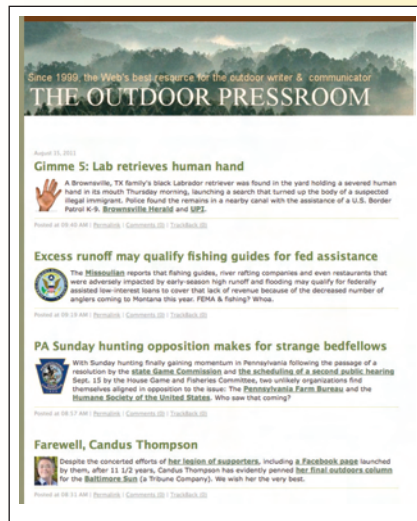 Since 1999, the Web's best resource for the outdoor writer & communicator
THE OUTDOOR PRESSROOM
August 25, 2011
Gimme 5: Lab retrieves human hand
A Brownsville, TX family's black Labrador retriever was found in the yard holding a severed human
hand in its mouth Thursday morning, launching a search that turned up the body of a suspected
illegal immigrant. Police found the remains in a nearby canal with the assistance of a U.S. Border
Patrol K-9. Brownsville Herald and UPI.
Posted at 09:40 AM | Permalink | Comments (0) | TrackBack (0)
Excess runoff may qualify fishing guides for fed assistance
The Missoulian reports that fishing guides, river rafting companies and even restaurants that
were adversely impacted by early-season high runoff and flooding may qualify for federally
assisted low-interest loans to cover that lack of revenue because of the decreased number of
anglers coming to Montana this year. FEMA & fishing? Whoa.
Posted at 09:19 AM | Permalink | Comments (0) | TrackBack (0)
PA Sunday hunting opposition makes for strange bedfellows
With Sunday hunting finally gaining momentum in Pennsylvania following the passage of a
resolution by the state Game Commission and the scheduling of a second public hearing
Sept. 15 by the House Game and Fisheries Committee, two unlikely organizations find
themselves aligned in opposition to the issue: The Pennsylvania Farm Bureau and the
Humane Society of the United States. Who saw that coming?
Posted at 08:57 AM | Permalink | Comments (0) | TrackBack (0)
Farewell, Candus Thompson
Despite the concerted efforts of her legion of supporters, including a Facebook page launched
by them, after 11 1/2 years, Candus Thompson has evidently penned her final outdoors column
for the Baltimore Sun (a Tribune Company). We wish her the very best.
Posted at 08:31 AM | Permalink | Comments (0) | TrackBack (0)